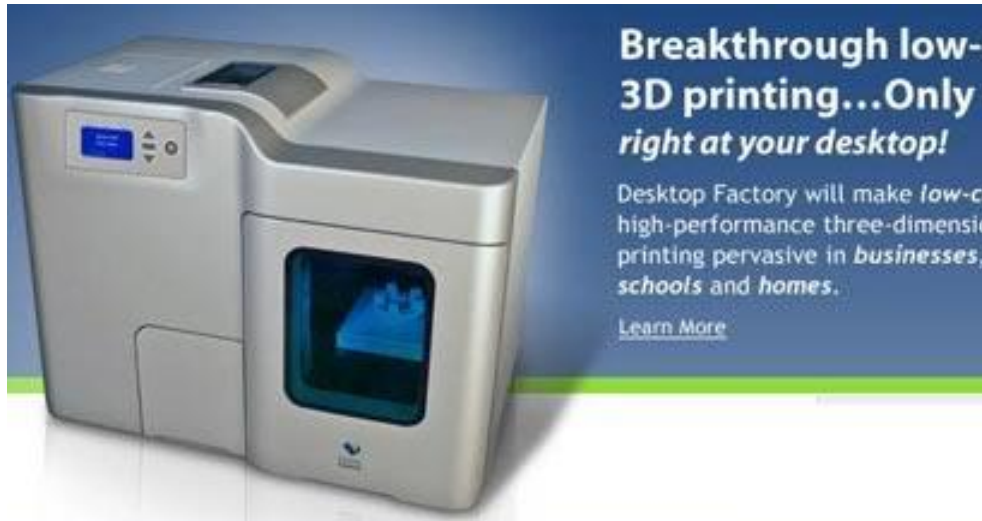 Breakthrough low-
3D printing...Only
right at your desktop!
Desktop Factory will make low-c
high-performance three-dimensi
printing pervasive in businesses,
schools and homes.
Learn More